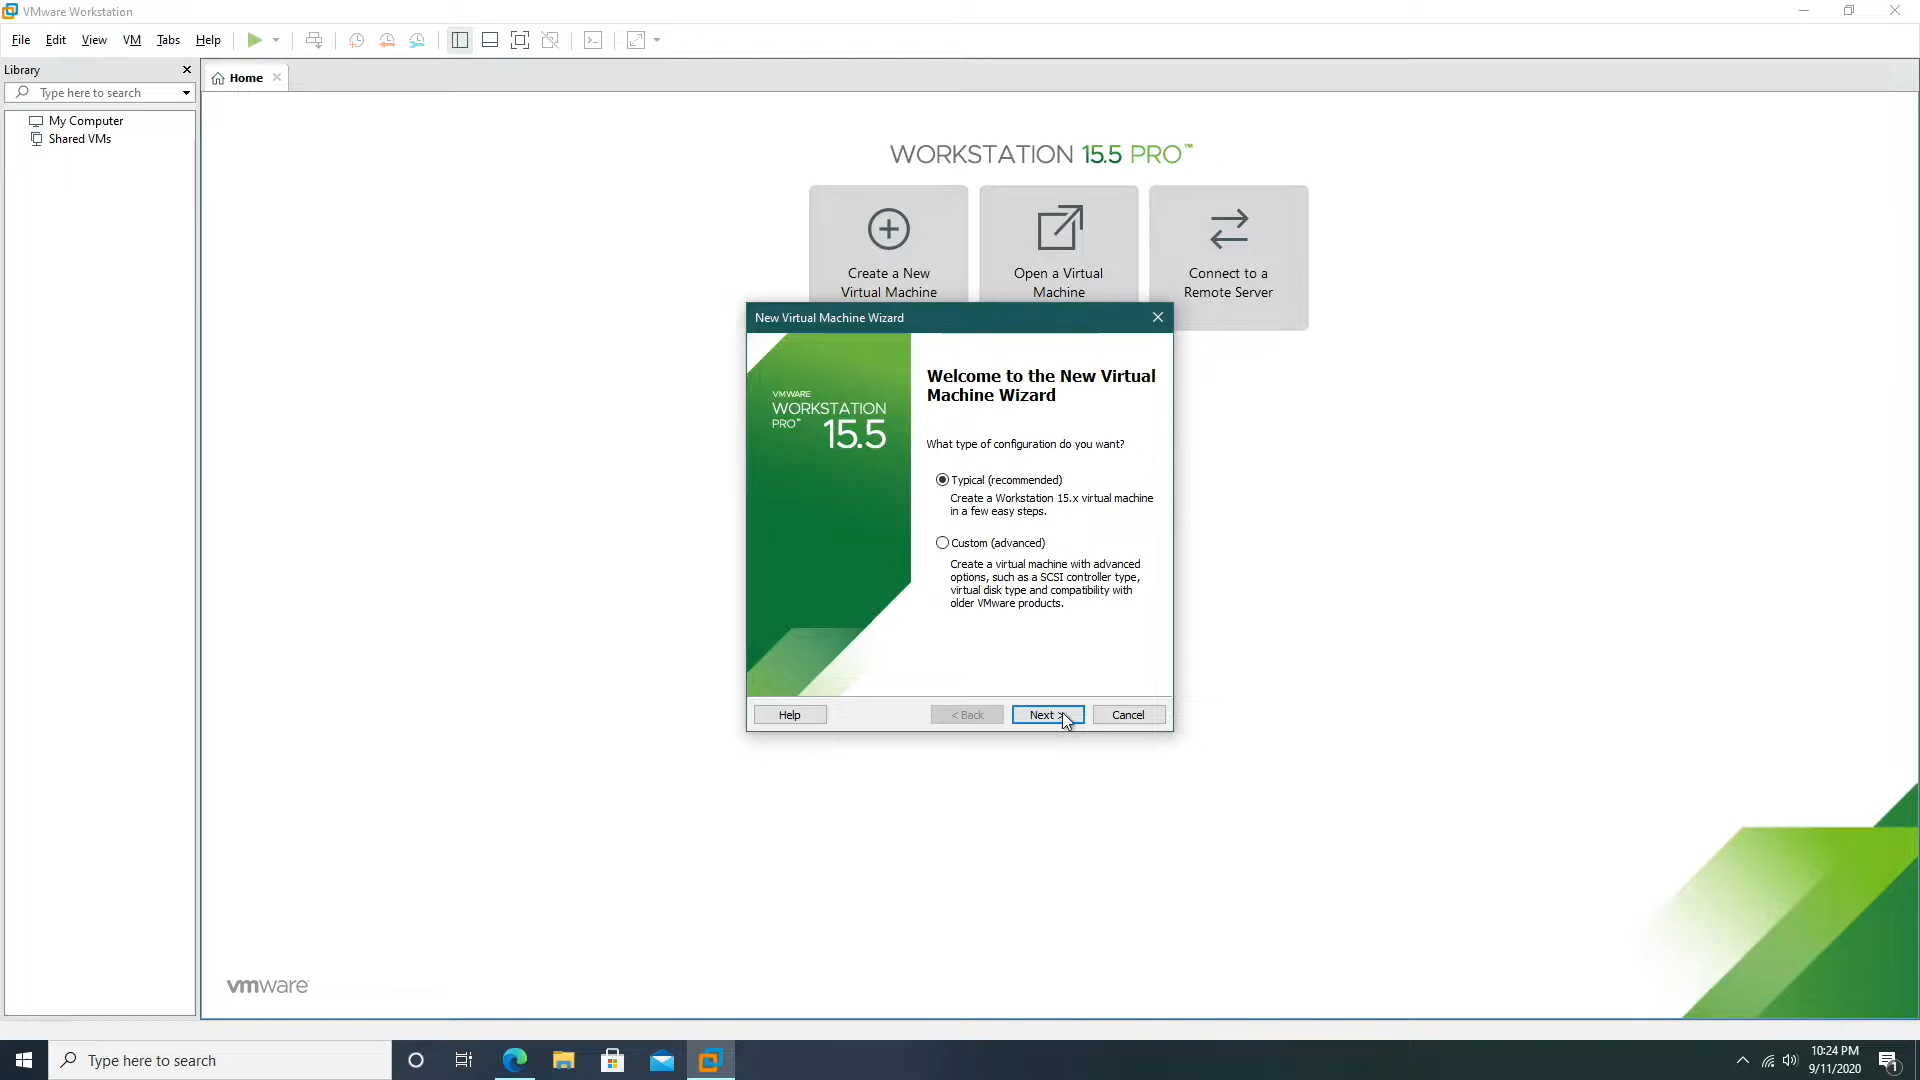 VMware Workstation
File Edit View VM Tabs Help
Library
Type here to search
My Computer
Shared VMs
Home
WORKSTATION 15.5 PRO™
Create a New
Virtual Machine
Open a Virtual
Machine
Connect to a
Remote Server
New Virtual Machine Wizard
VMWARE
WORKSTATION
PRO™ 15.5
Welcome to the New Virtual
Machine Wizard
What type of configuration do you want?
Typical (recommended)
Create a Workstation 15.x virtual machine
in a few easy steps.
Custom (advanced)
Create a virtual machine with advanced
options, such as a SCSI controller type,
virtual disk type and compatibility with
older VMware products.
Help < Back Next > Cancel
vmware
Type here to search
10:24 PM
9/11/2020
1